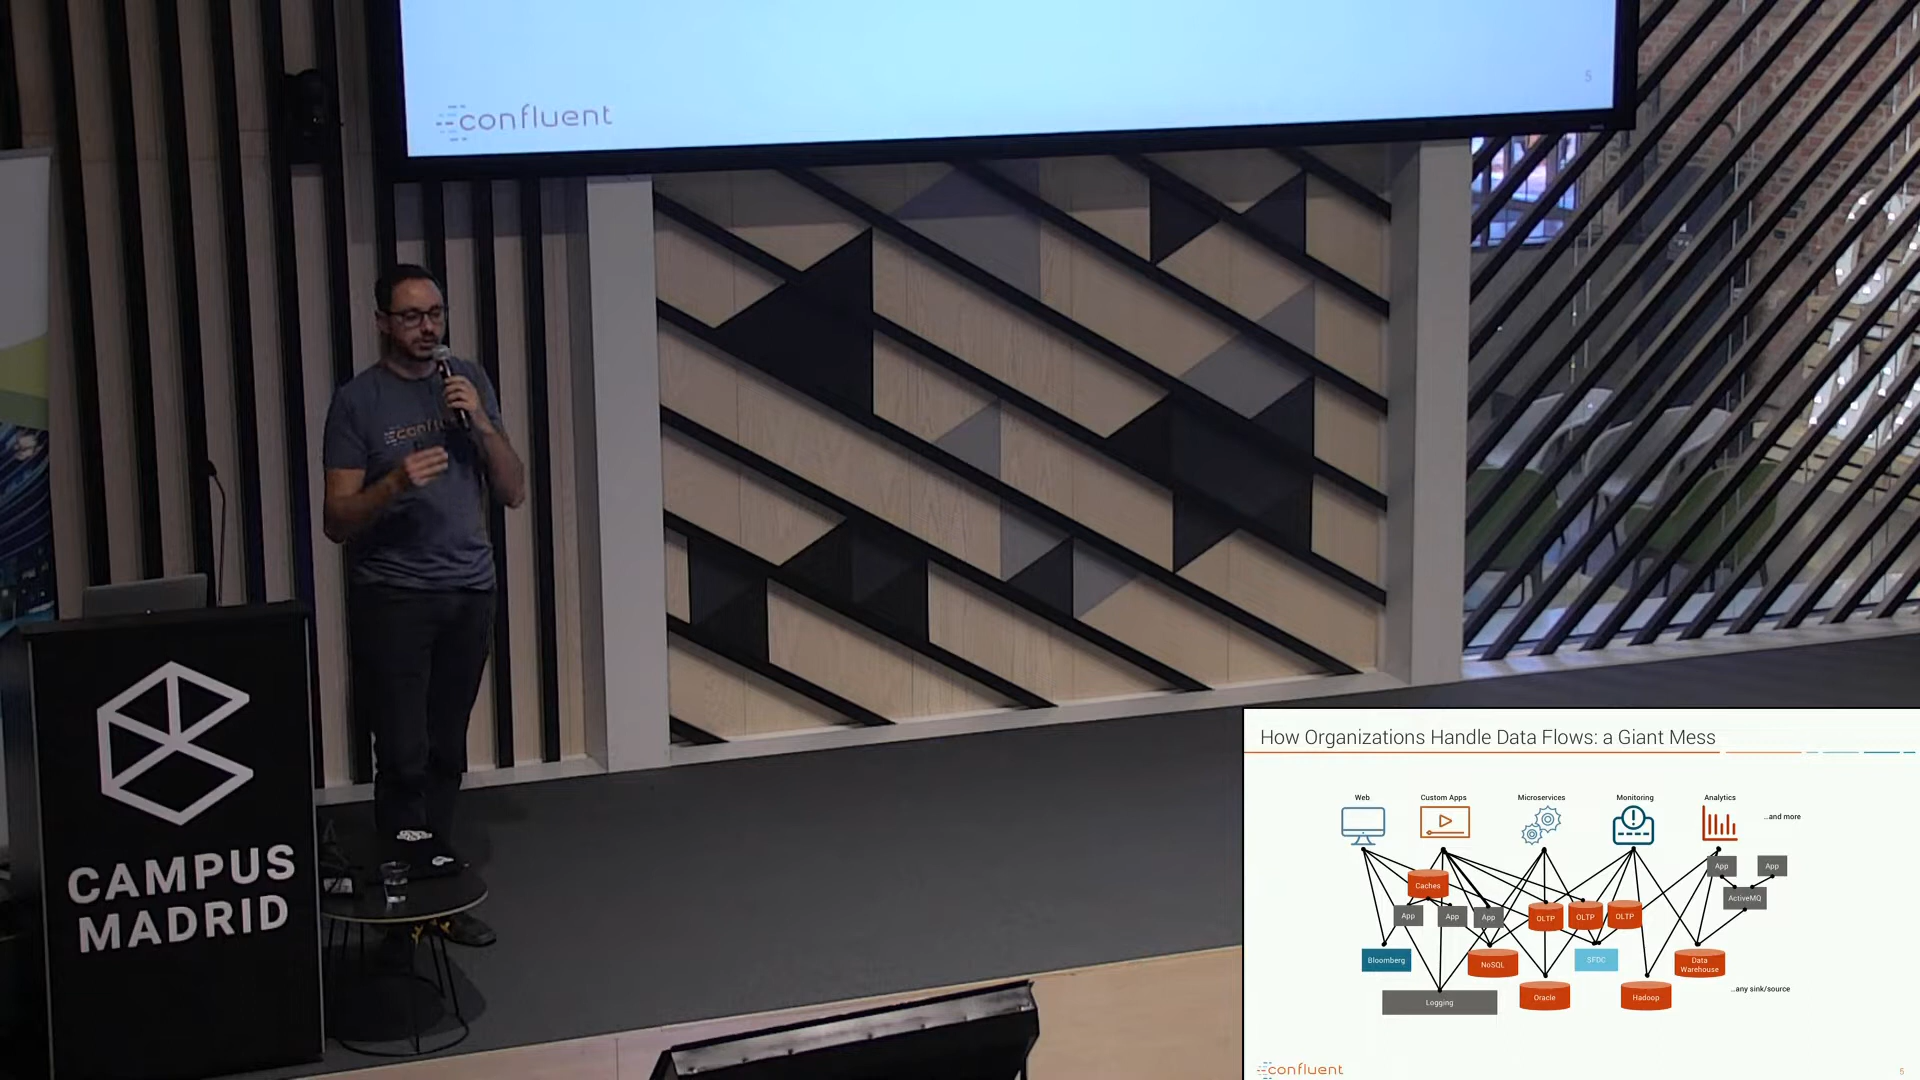 5
confluent
conflu
CAMPUS
MADRID
How Organizations Handle Data Flows: a Giant Mess
Web
Custom Apps
Microservices
Monitoring
Analytics
...and more
App
App
Caches
ActiveMQ
App
App
App
OLTP
OLTP
OLTP
Bloomberg
NoSQL
SFDC
Data
Warehouse
Logging
Oracle
Hadoop
...any sink/source
confluent
5